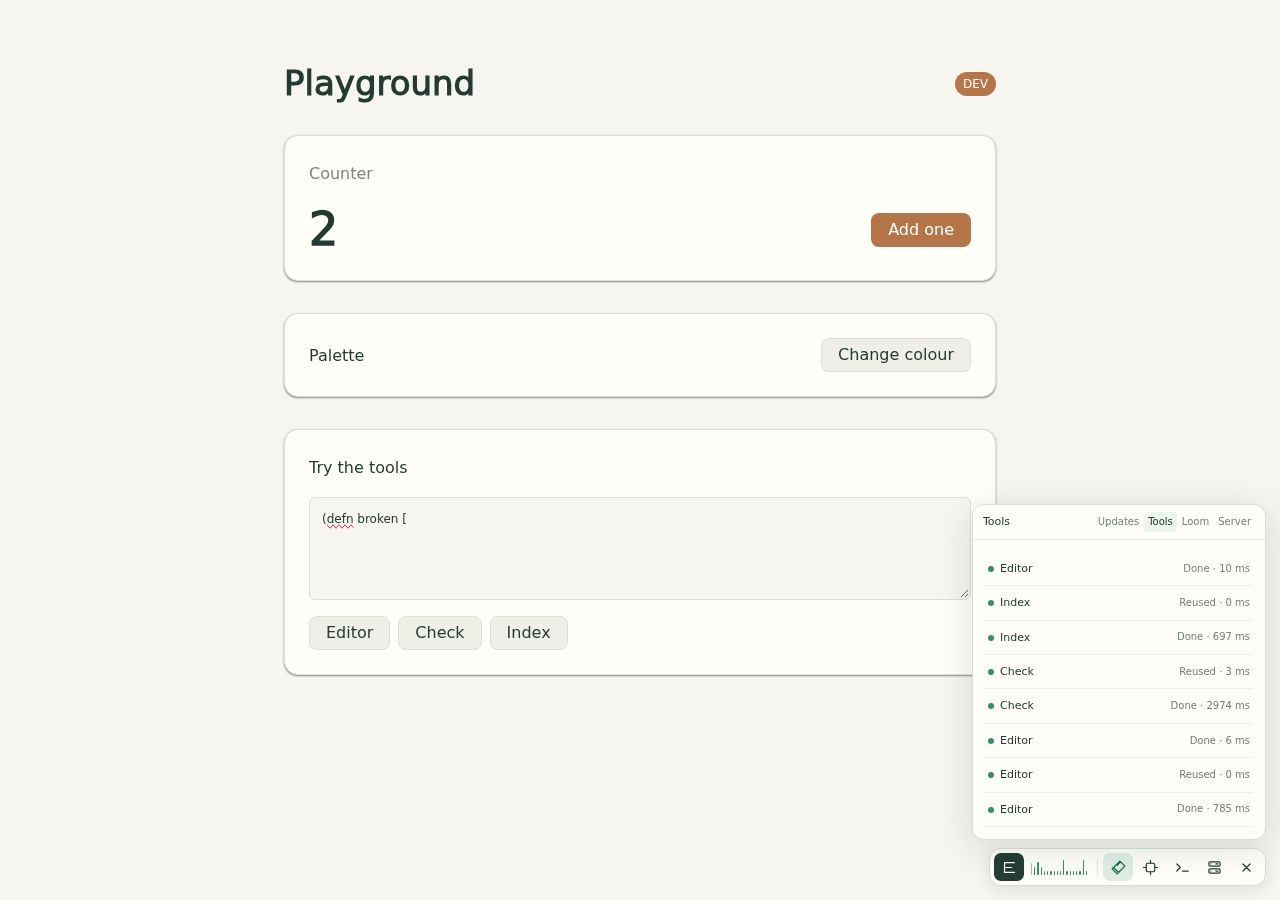 Playground
DEV
Counter
2
Add one
Palette
Change colour
Try the tools
(defn broken [
Editor Check Index
Tools Updates Tools Loom Server
Editor Done · 10 ms
Index Reused · 0 ms
Index Done · 697 ms
Check Reused · 3 ms
Check Done · 2974 ms
Editor Done · 6 ms
Editor Reused · 0 ms
Editor Done · 785 ms